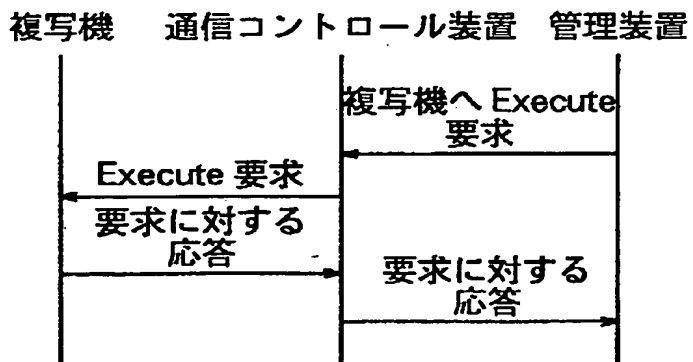 複写機 通信コントロール装置 管理装置
複写機へ Execute
要求
Execute 要求
要求に対する
応答
要求に対する
応答